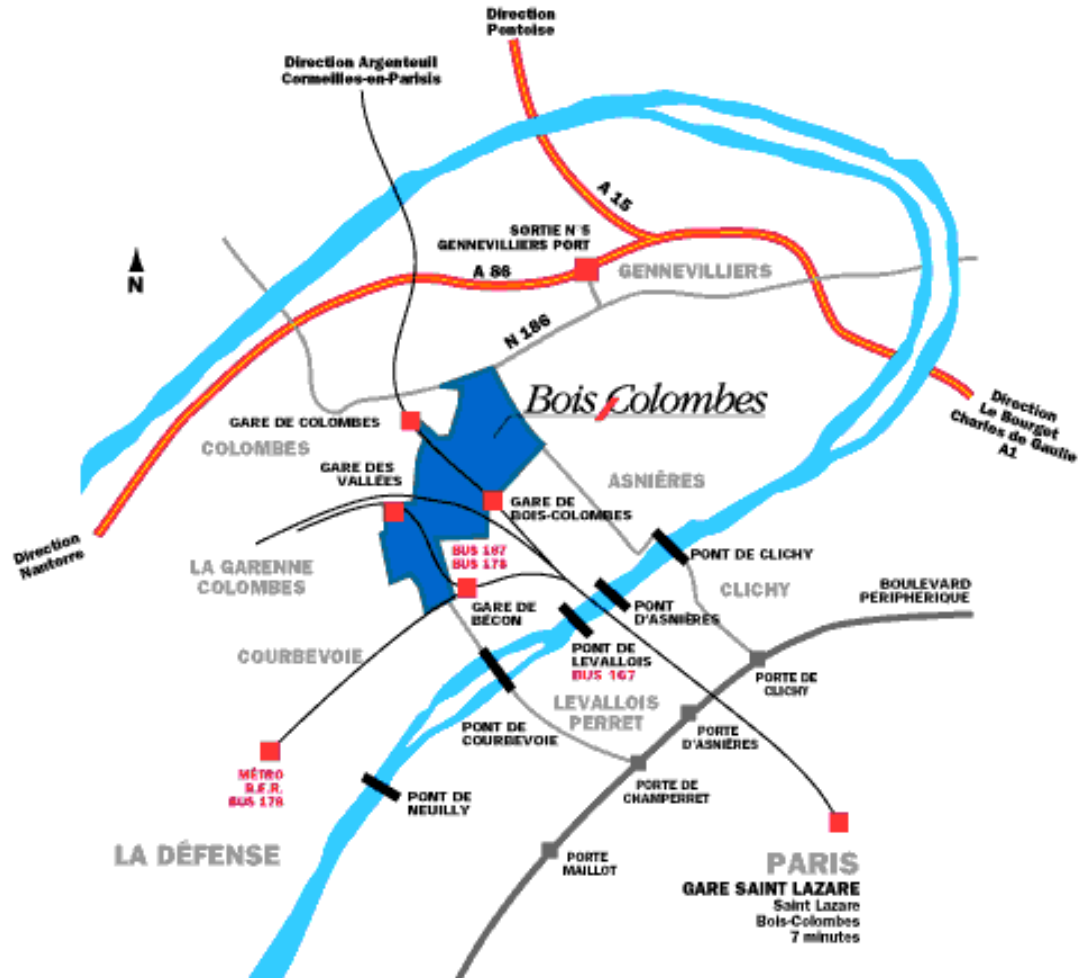 Direction
Pontoise
Direction Argenteuil
Cormeilles-en-Parisis
A 15
SORTIE N°5
GENNEVILLIERS PORT
GENNEVILLIERS
A 86
N
N 186
Bois Colombes
Direction
Le Bourget
Charles de Gaulle
A1
GARE DE COLOMBES
COLOMBES
GARE DES
VALLÉES
ASNIÈRES
GARE DE
BOIS-COLOMBES
Direction
Nanterre
BUS 167
BUS 178
PONT DE CLICHY
LA GARENNE
COLOMBES
CLICHY
BOULEVARD
PERIPHERIQUE
GARE DE
BÉCON
PONT
D'ASNIÈRES
COURBEVOIE
PONT DE
LEVALLOIS
BUS 167
PORTE DE
CLICHY
LEVALLOIS
PERRET
PONT DE
COURBEVOIE
PORTE
D'ASNIÈRES
MÉTRO
R.E.R.
BUS 178
PONT DE
NEUILLY
PORTE DE
CHAMPERRET
LA DÉFENSE
PORTE
MAILLOT
PARIS
GARE SAINT LAZARE
Saint Lazare
Bois-Colombes
7 minutes